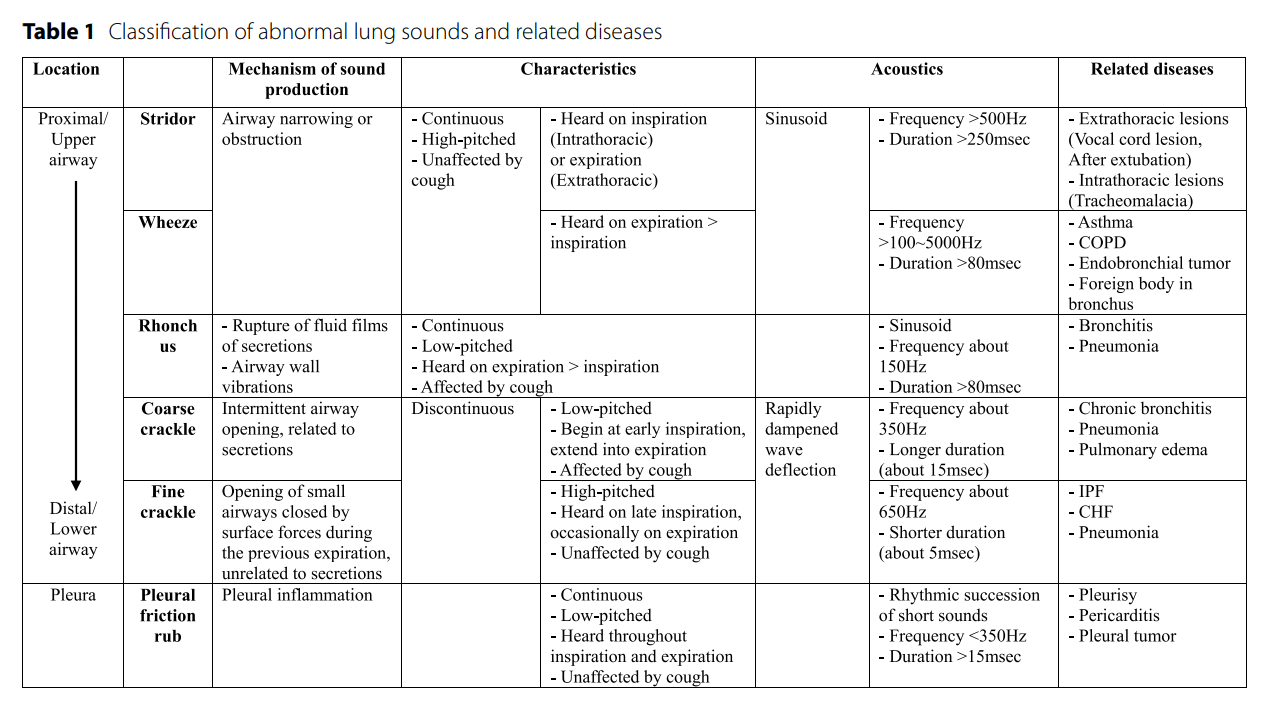 Table 1 Classification of abnormal lung sounds and related diseases
Location
Mechanism of sound
production
Characteristics
Acoustics
Related diseases
Proximal/
Upper
airway
Stridor
Airway narrowing or
obstruction
- Continuous
- High-pitched
- Unaffected by
cough
- Heard on inspiration
(Intrathoracic)
or expiration
(Extrathoracic)
Sinusoid
- Frequency >500Hz
- Duration >250msec
- Extrathoracic lesions
(Vocal cord lesion,
After extubation)
- Intrathoracic lesions
(Tracheomalacia)
Wheeze
- Heard on expiration >
inspiration
- Frequency
>100~5000Hz
- Duration >80msec
- Asthma
- COPD
- Endobronchial tumor
- Foreign body in
bronchus
Rhonch
us
- Rupture of fluid films
of secretions
- Airway wall
vibrations
- Continuous
- Low-pitched
- Heard on expiration > inspiration
- Affected by cough
- Sinusoid
- Frequency about
150Hz
- Duration >80msec
- Bronchitis
- Pneumonia
Coarse
crackle
Intermittent airway
opening, related to
secretions
Discontinuous
- Low-pitched
- Begin at early inspiration,
extend into expiration
- Affected by cough
Rapidly
dampened
wave
deflection
- Frequency about
350Hz
- Longer duration
(about 15msec)
- Chronic bronchitis
- Pneumonia
- Pulmonary edema
Distal/
Lower
airway
Fine
crackle
Opening of small
airways closed by
surface forces during
the previous expiration,
unrelated to secretions
- High-pitched
- Heard on late inspiration,
occasionally on expiration
- Unaffected by cough
- Frequency about
650Hz
- Shorter duration
(about 5msec)
- IPF
- CHF
- Pneumonia
Pleura
Pleural
friction
rub
Pleural inflammation
- Continuous
- Low-pitched
- Heard throughout
inspiration and expiration
- Unaffected by cough
- Rhythmic succession
of short sounds
- Frequency <350Hz
- Duration >15msec
- Pleurisy
- Pericarditis
- Pleural tumor